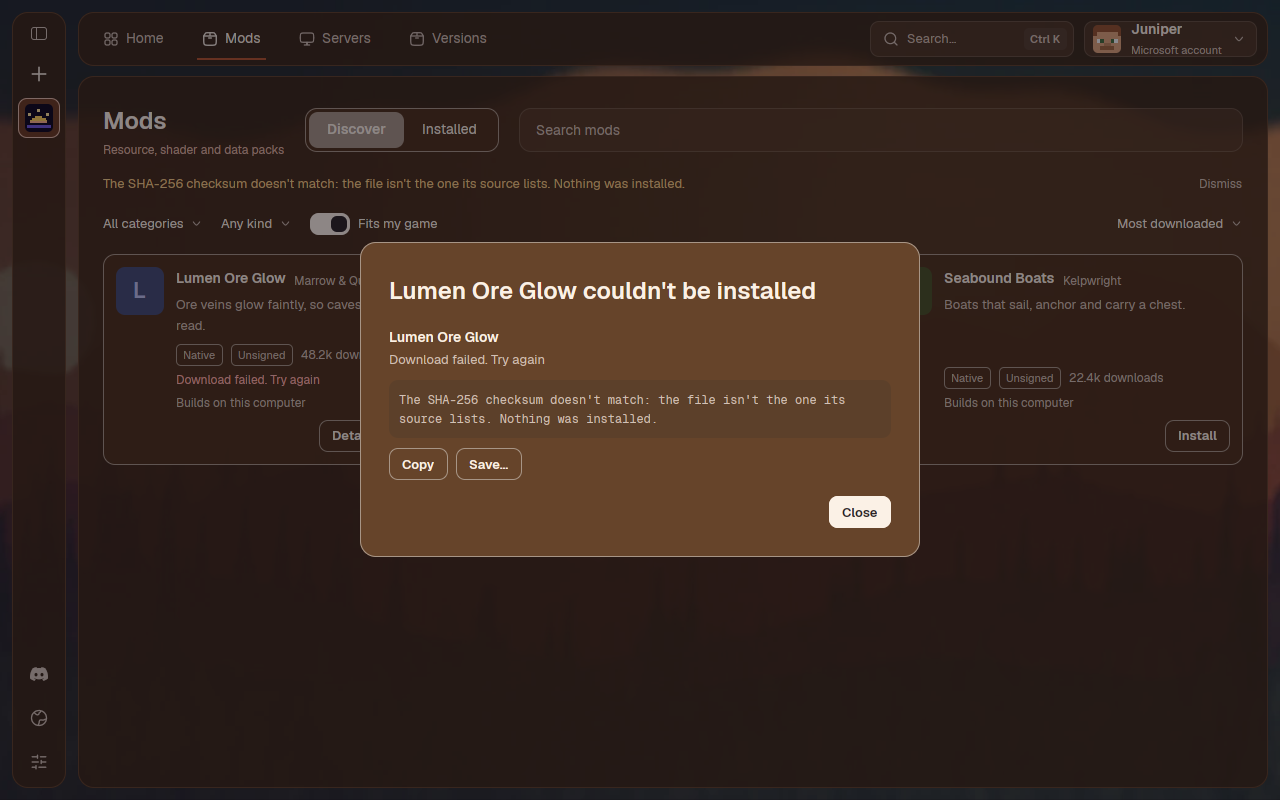 Home
Mods
Servers
Versions
Search...
Ctrl K
Juniper
Microsoft account
Mods
Resource, shader and data packs
Discover
Installed
Search mods
The SHA-256 checksum doesn't match: the file isn't the one its source lists. Nothing was installed.
Dismiss
All categories
Any kind
Fits my game
Most downloaded
L
Lumen Ore Glow
Marrow & Qu
Ore veins glow faintly, so caves
read.
Native
Unsigned
48.2k down
Download failed. Try again
Builds on this computer
Deta
Lumen Ore Glow couldn't be installed
Lumen Ore Glow
Download failed. Try again
The SHA-256 checksum doesn't match: the file isn't the one its
source lists. Nothing was installed.
Copy
Save...
Close
Seabound Boats
Kelpwright
Boats that sail, anchor and carry a chest.
Native
Unsigned
22.4k downloads
Builds on this computer
Install